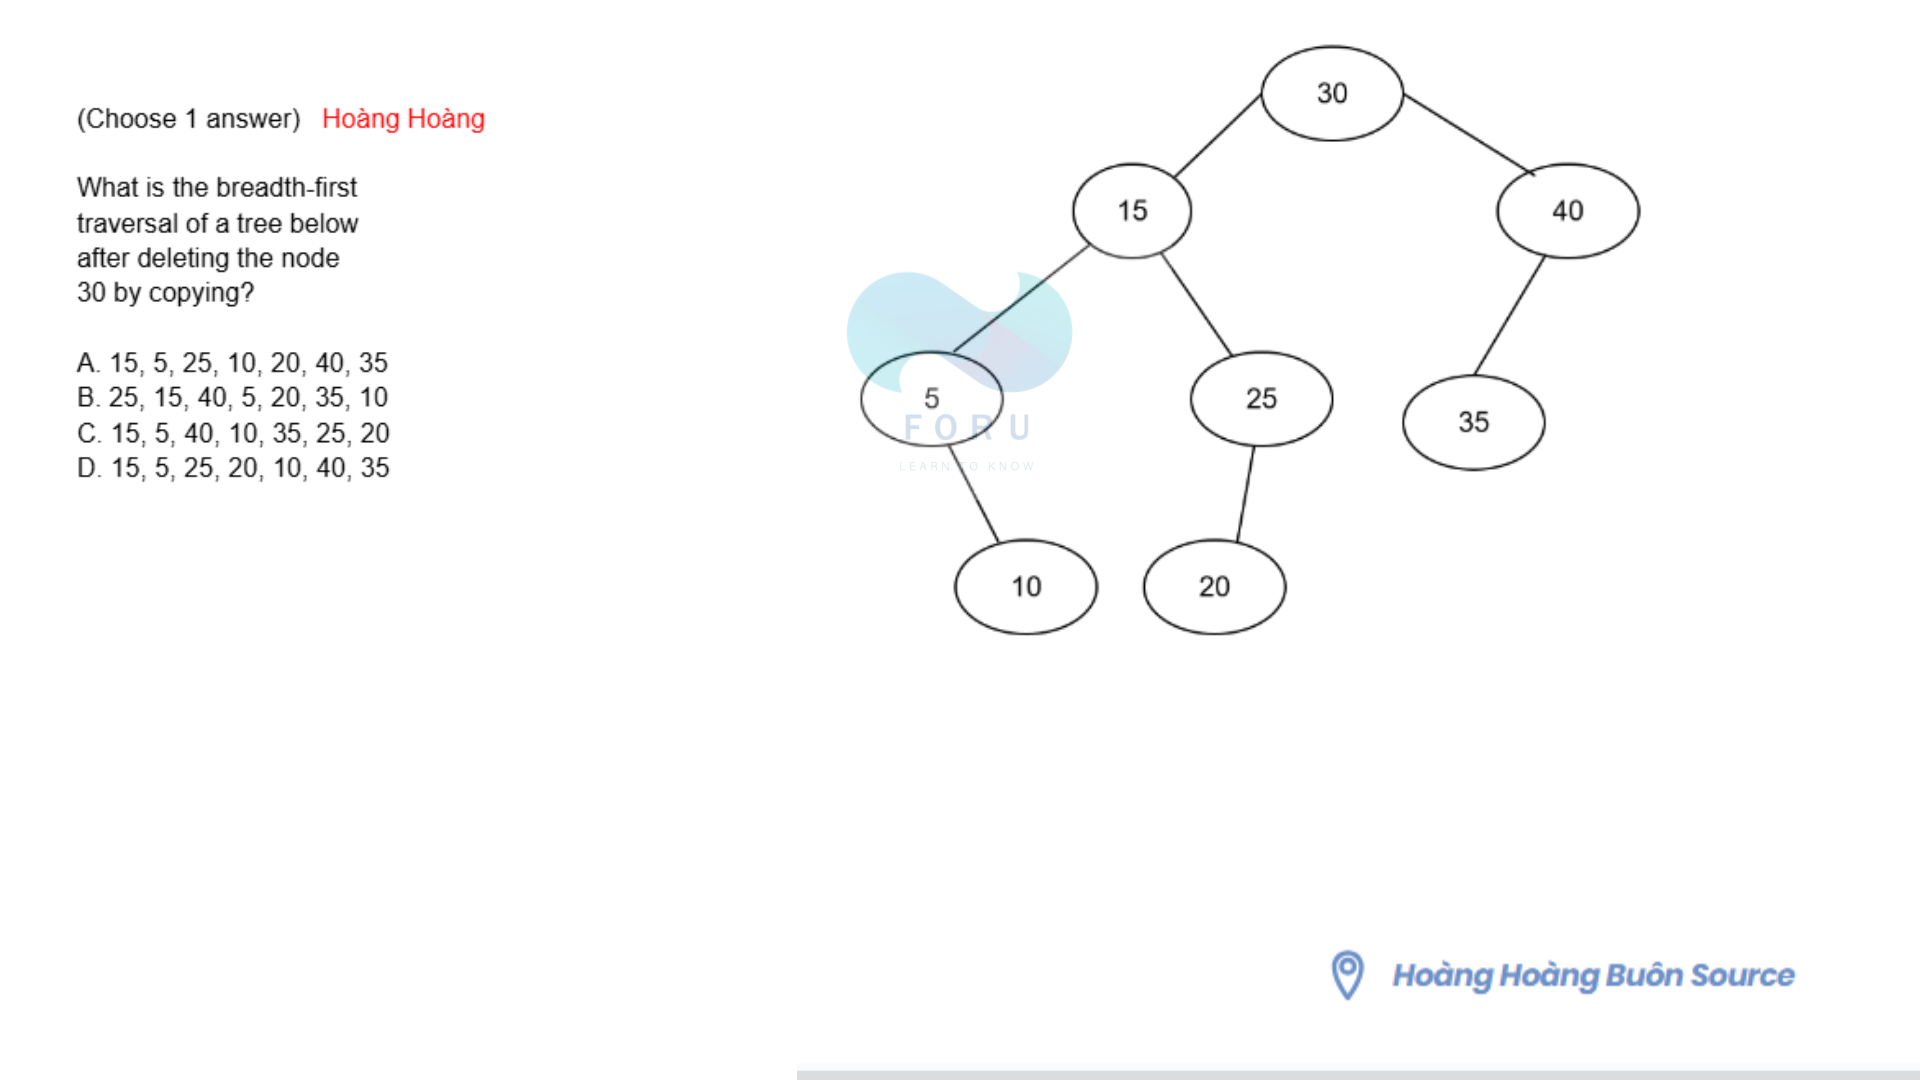 (Choose 1 answer) Hoàng Hoàng
What is the breadth-first
traversal of a tree below
after deleting the node
30 by copying?
A. 15, 5, 25, 10, 20, 40, 35
B. 25, 15, 40, 5, 20, 35, 10
C. 15, 5, 40, 10, 35, 25, 20
D. 15, 5, 25, 20, 10, 40, 35
30
15
40
5
25
35
FORU
LEARN TO KNOW
10
20
Hoàng Hoàng Buôn Source